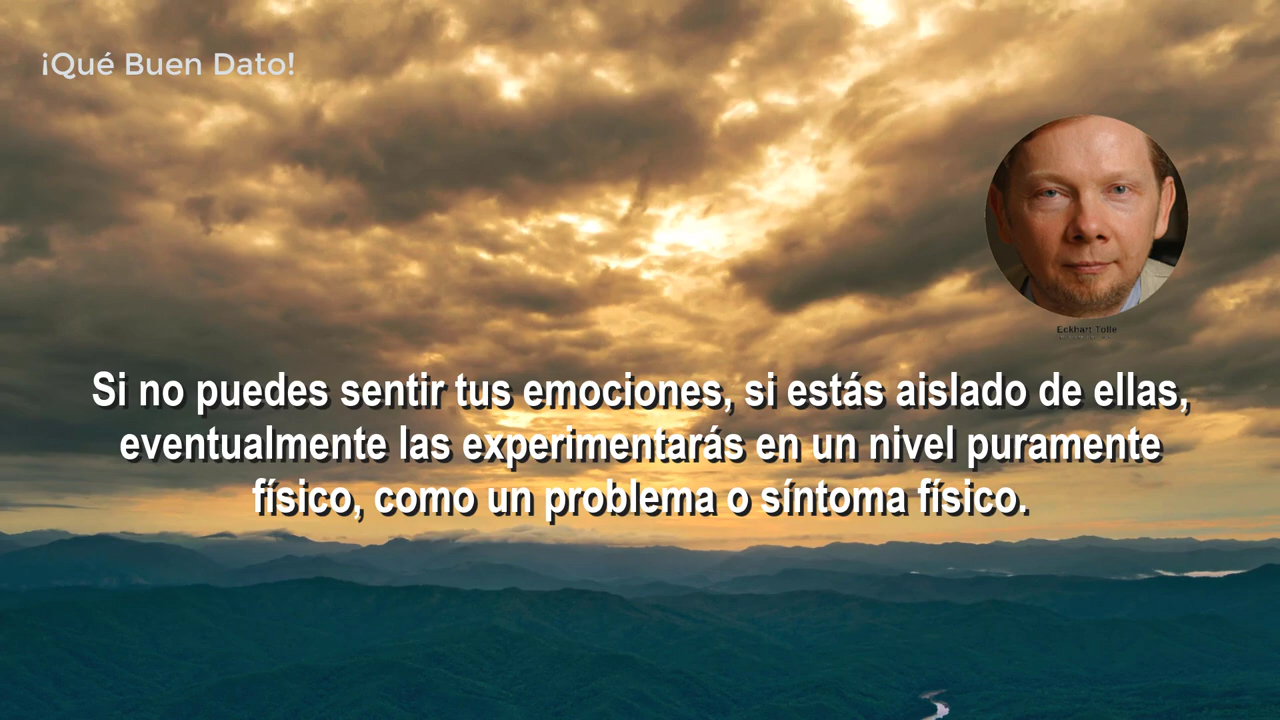 ¡Qué Buen Dato!
Eckhart Tolle
Si no puedes sentir tus emociones, si estás aislado de ellas,
eventualmente las experimentarás en un nivel puramente
físico, como un problema o síntoma físico.